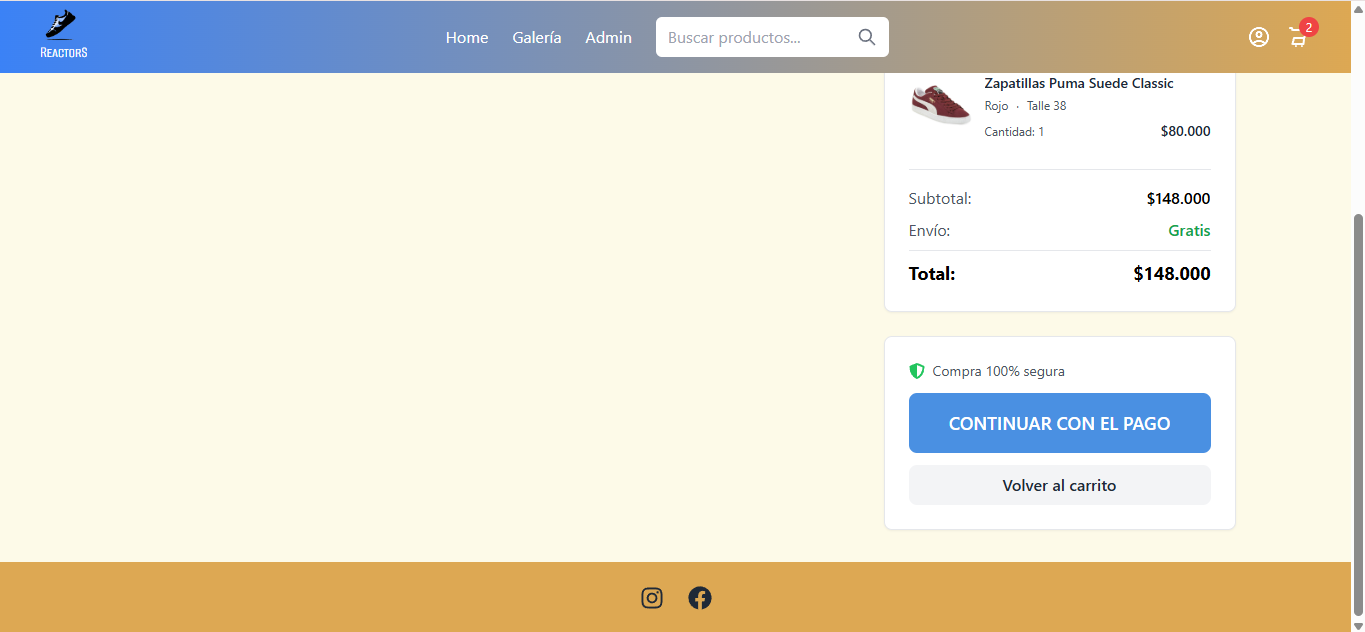 REACTORS
Home Galería Admin Buscar productos... 2
Zapatillas Puma Suede Classic
Rojo · Talle 38
Cantidad: 1 $80.000
Subtotal: $148.000
Envío: Gratis
Total: $148.000
Compra 100% segura
CONTINUAR CON EL PAGO
Volver al carrito